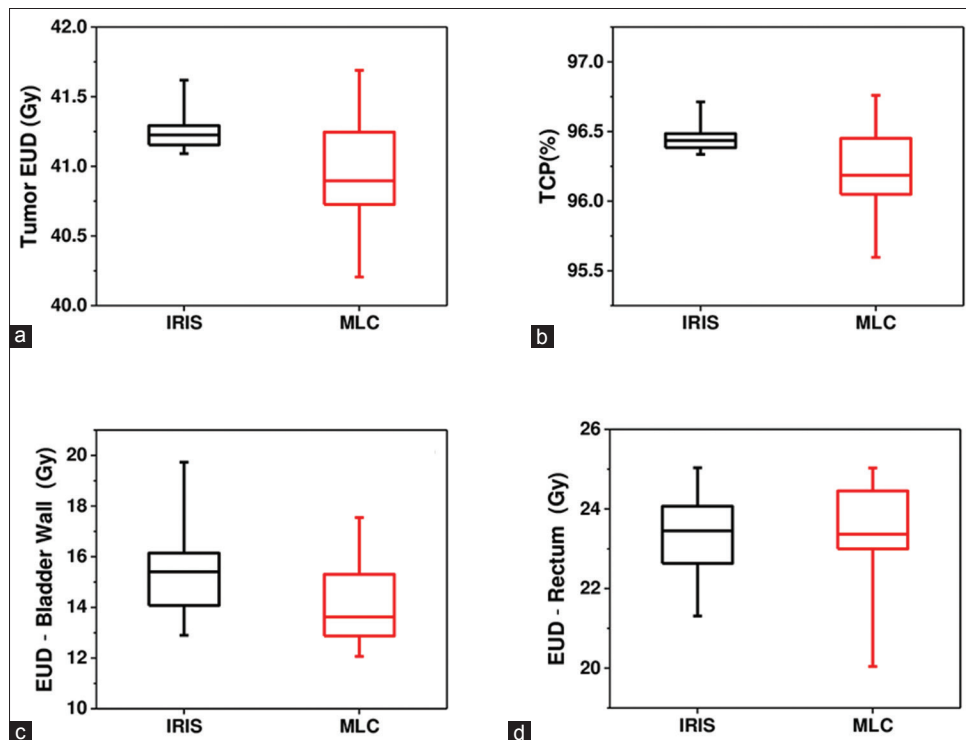 42.0
41.5
41.0
40.5
40.0
Tumor EUD (Gy)
IRIS MLC
a
97.0
96.5
96.0
95.5
TCP(%)
IRIS MLC
b
20
18
16
14
12
10
EUD - Bladder Wall (Gy)
IRIS MLC
c
26
24
22
20
EUD - Rectum (Gy)
IRIS MLC
d